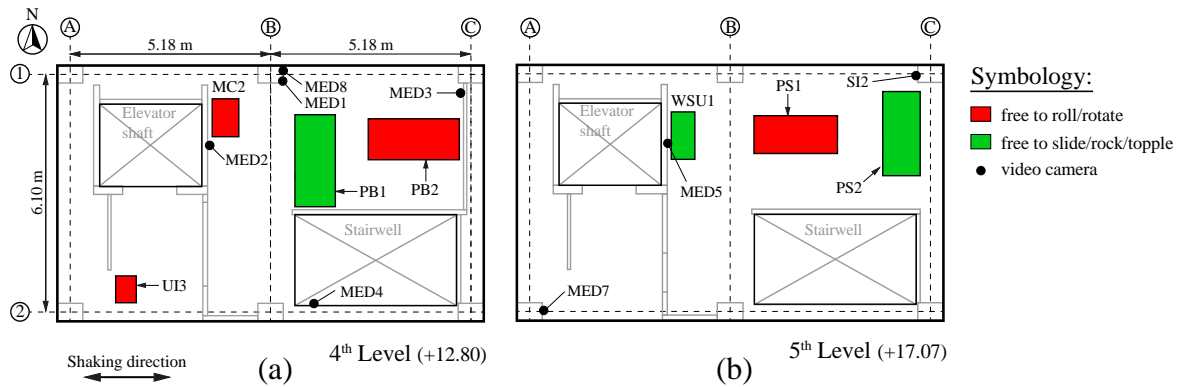 N
A
B
C
A
B
C
5.18 m
5.18 m
1
MC2
MED8
MED1
MED3
Elevator
shaft
MED2
PB1
PB2
6.10 m
Stairwell
UI3
MED4
2
Shaking direction
(a)
4th Level (+12.80)
SI2
PS1
WSU1
Elevator
shaft
MED5
PS2
Stairwell
MED7
(b)
5th Level (+17.07)
Symbology:
free to roll/rotate
free to slide/rock/topple
video camera